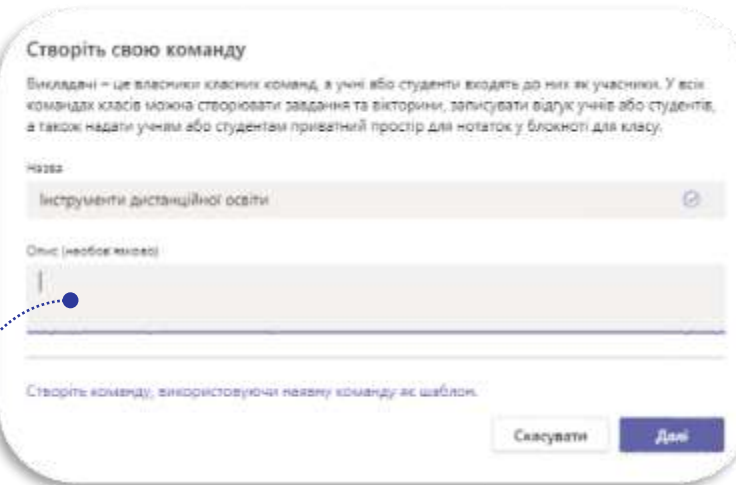 Створіть свою команду
Викладачі – це власники класних команд, а учні або студенти входять до них як учасники. У всіх
командах класів можна створювати завдання та вікторини, записувати відгук учнів або студентів,
а також надати учням або студентам приватний простір для нотаток у блокноті для класу.
Назва
Інструменти дистанційної освіти
Опис (необов'язково)
Створіть команду, використовуючи наявну команду як шаблон.
Скасувати
Далі